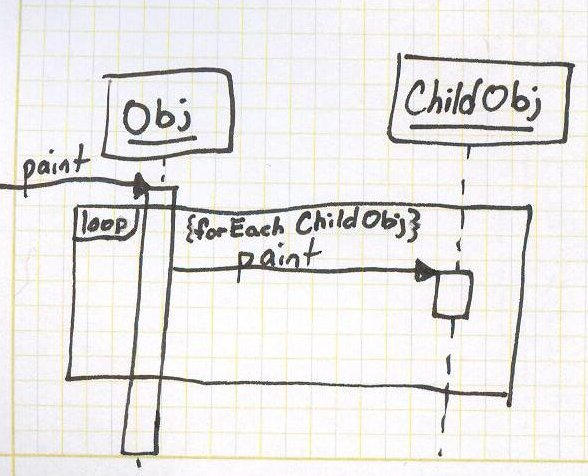 Obj
ChildObj
paint
loop
{forEach ChildObj}
paint